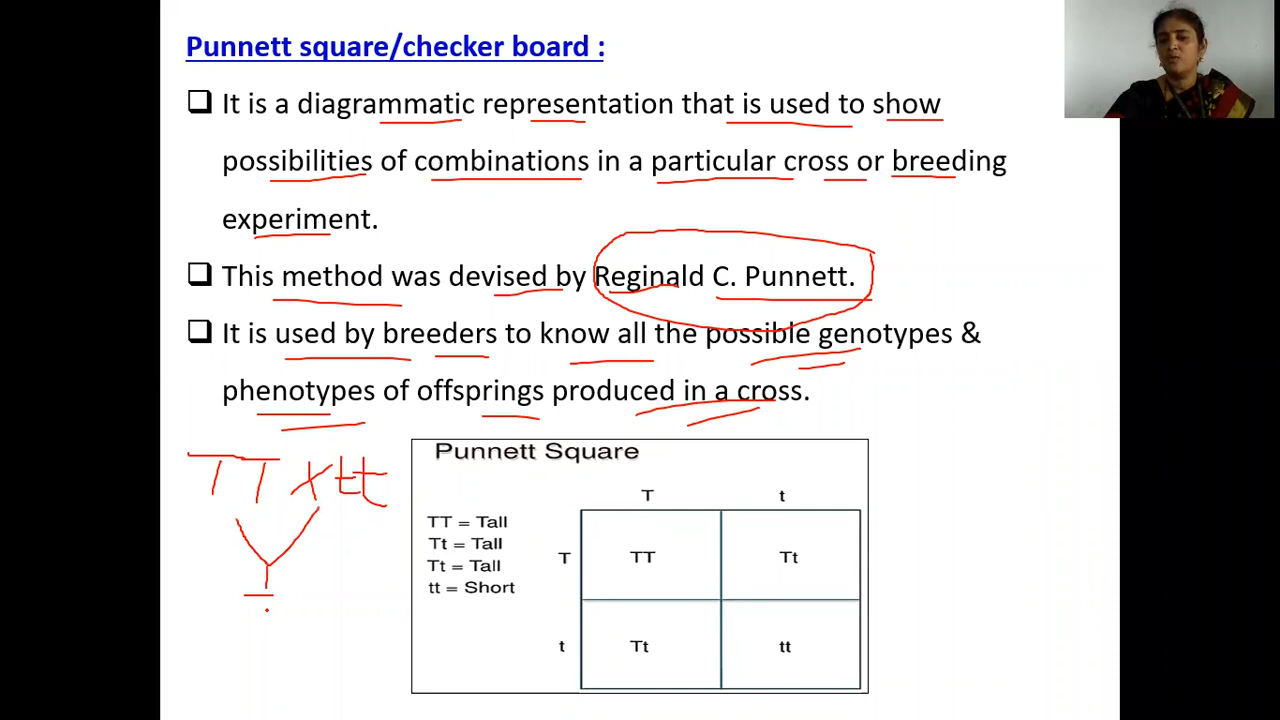 Punnett square/checker board :
❑ It is a diagrammatic representation that is used to show
possibilities of combinations in a particular cross or breeding
experiment.
❑ This method was devised by Reginald C. Punnett.
❑ It is used by breeders to know all the possible genotypes &
phenotypes of offsprings produced in a cross.
TT x tt
Punnett Square
T t
TT = Tall
Tt = Tall
Tt = Tall
tt = Short
T TT Tt
t Tt tt